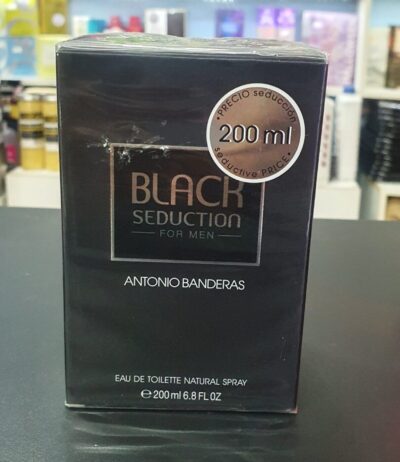 •PRECIO seducción•
200 ml
seductive PRICE•
BLACK
SEDUCTION
FOR MEN
ANTONIO BANDERAS
EAU DE TOILETTE NATURAL SPRAY
℮ 200 ml 6.8 FL OZ